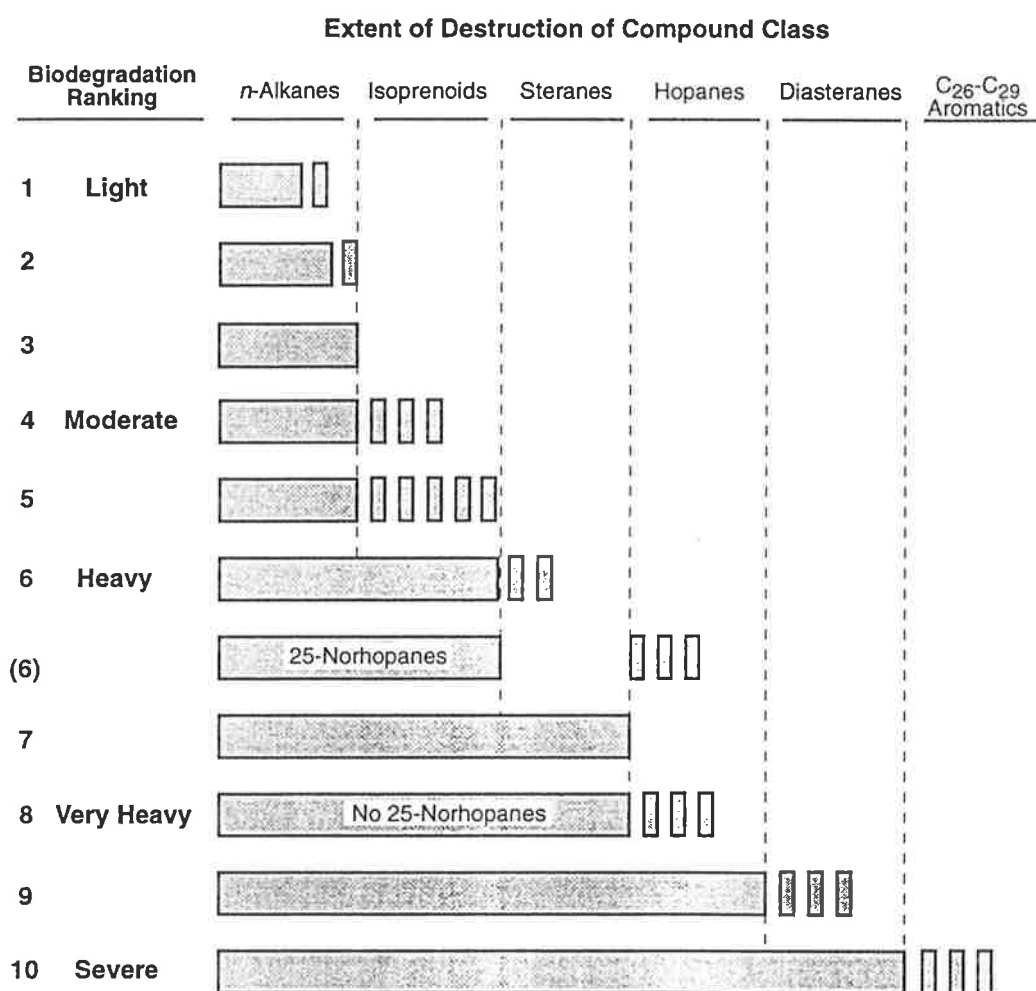 Extent of Destruction of Compound Class
Biodegradation
Ranking
n-Alkanes
Isoprenoids
Steranes
Hopanes
Diasteranes
C26-C29
Aromatics
1 Light
2
3
4 Moderate
5
6 Heavy
(6) 25-Norhopanes
7
8 Very Heavy No 25-Norhopanes
9
10 Severe